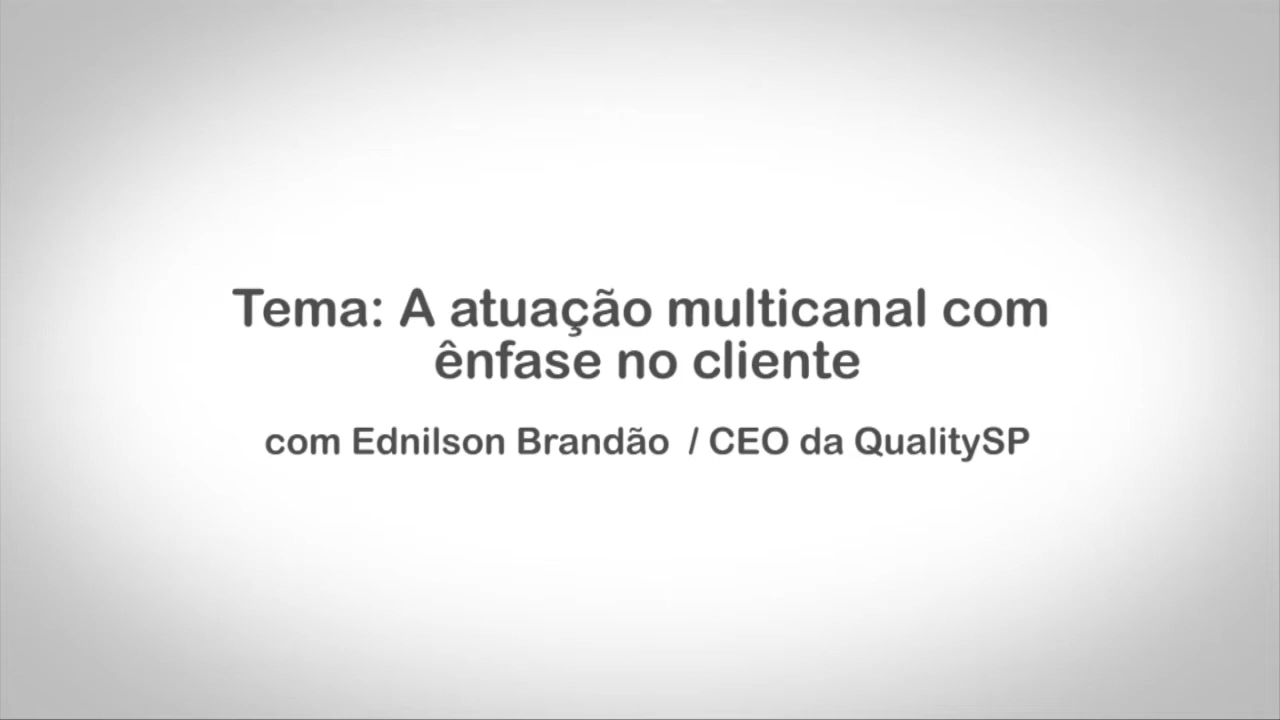 Tema: A atuação multicanal com
ênfase no cliente
com Ednilson Brandão / CEO da QualitySP